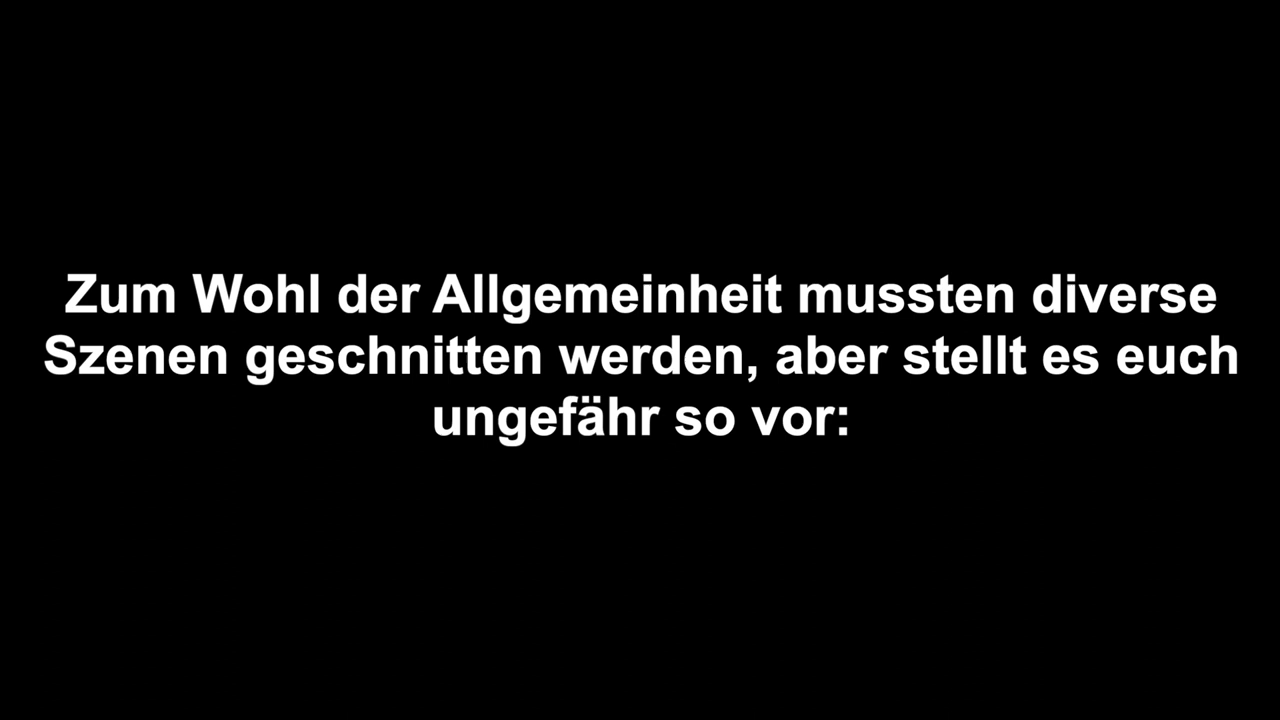 Zum Wohl der Allgemeinheit mussten diverse
Szenen geschnitten werden, aber stellt es euch
ungefähr so vor: